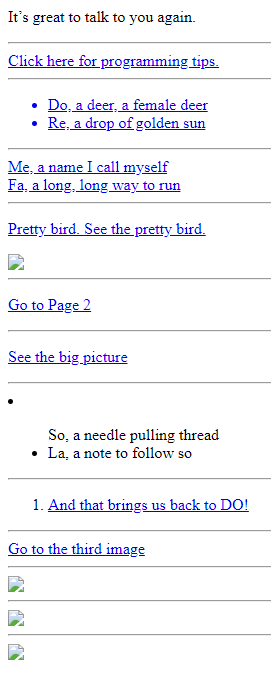 It's great to talk to you again.
Click here for programming tips.
• Do, a deer, a female deer
• Re, a drop of golden sun
Me, a name I call myself
Fa, a long, long way to run
Pretty bird. See the pretty bird.
Go to Page 2
See the big picture
•
So, a needle pulling thread
• La, a note to follow so
1. And that brings us back to DO!
Go to the third image